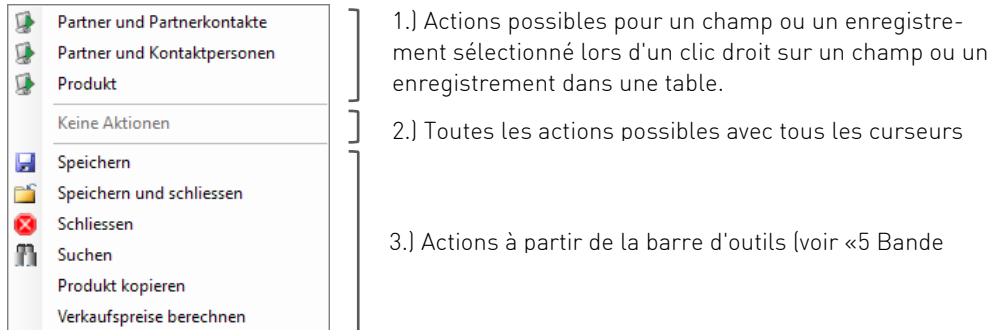 Partner und Partnerkontakte
Partner und Kontaktpersonen
Produkt
Keine Aktionen
Speichern
Speichern und schliessen
Schliessen
Suchen
Produkt kopieren
Verkaufspreise berechnen
1.) Actions possibles pour un champ ou un enregistre-
ment sélectionné lors d'un clic droit sur un champ ou un
enregistrement dans une table.
2.) Toutes les actions possibles avec tous les curseurs
3.) Actions à partir de la barre d'outils (voir «5 Bande